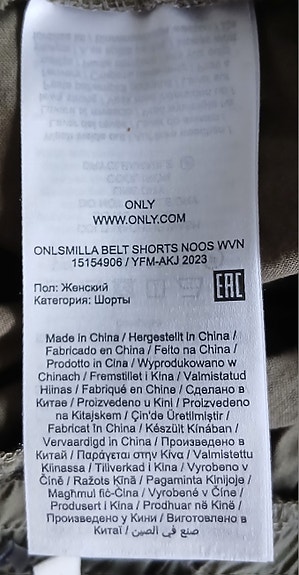 ONLY
WWW.ONLY.COM
ONLSMILLA BELT SHORTS NOOS WVN
15154906 / YFM-AKJ 2023
Пол: Женский
Категория: Шорты
EAC
Made in China / Hergestellt in China /
Fabricado en China / Feito na China /
Prodotto in Cina / Wyprodukowano w
Chinach / Fremstillet i Kina / Valmistatud
Hiinas / Fabriqué en Chine / Сделано в
Китае / Proizvedeno u Kini / Proizvedeno
na Kitajskem / Çin'de Üretilmiştir /
Fabricat în China / Készült Kínában /
Vervaardigd in China / Произведено в
Китай / Παράγεται στην Κίνα / Valmistettu
Kiinassa / Tillverkad i Kina / Vyrobeno v
Číně / Ražots Ķīnā / Pagaminta Kinijoje /
Magħmul fiċ-Ċina / Vyrobené v Číne /
Produsert i Kina / Prodhuar në Kinë /
Произведено у Кини / Виготовлено в
Китаї / صنع في الصين